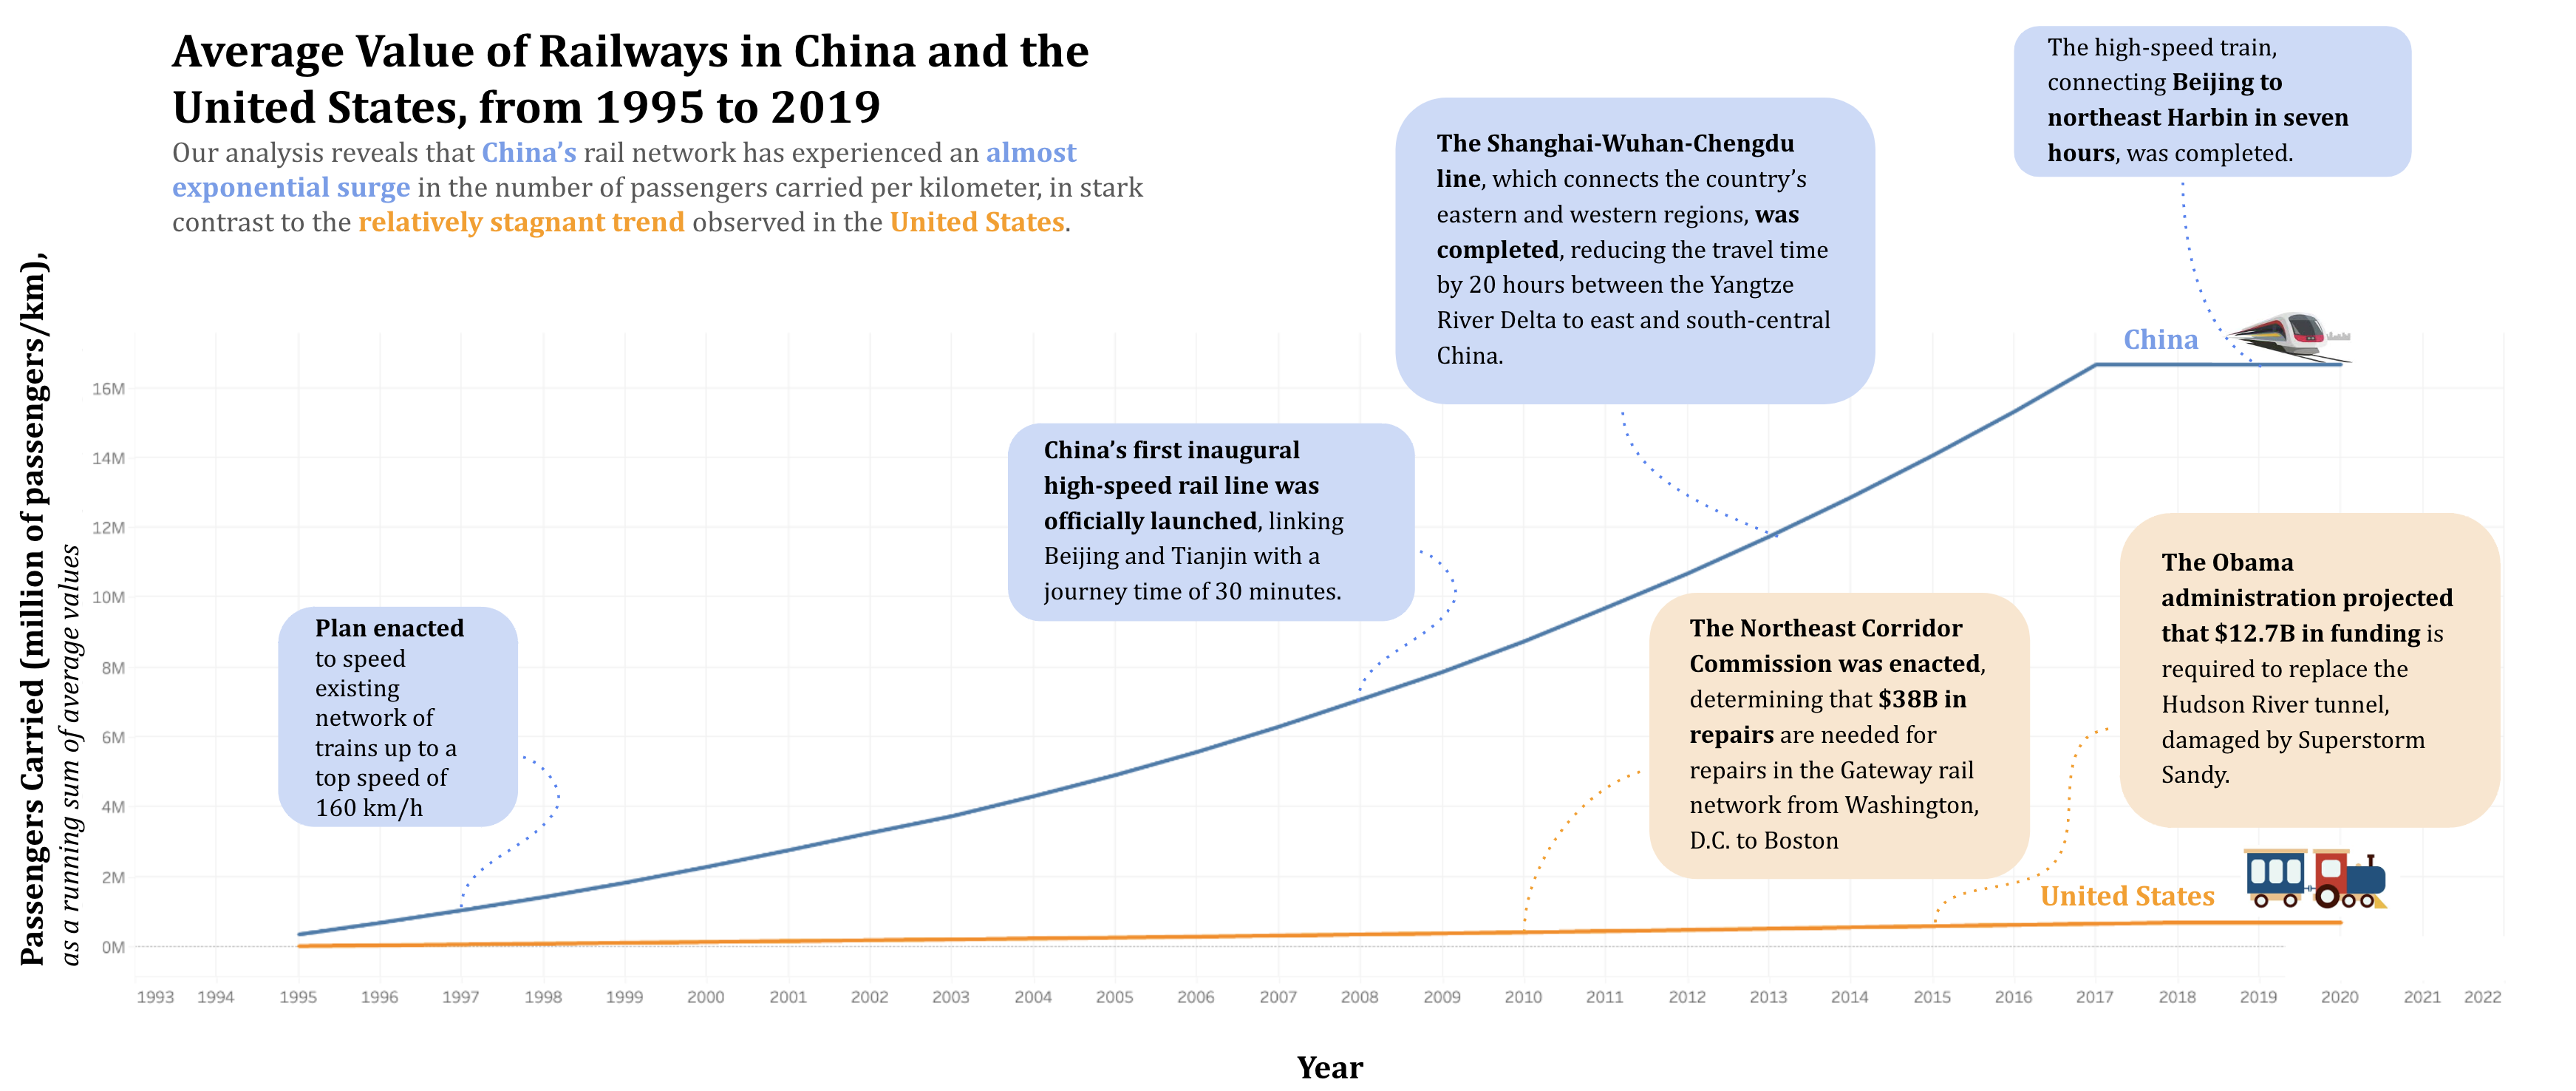 Average Value of Railways in China and the
United States, from 1995 to 2019
Our analysis reveals that China's rail network has experienced an almost
exponential surge in the number of passengers carried per kilometer, in stark
contrast to the relatively stagnant trend observed in the United States.
The high-speed train,
connecting Beijing to
northeast Harbin in seven
hours, was completed.
The Shanghai-Wuhan-Chengdu
line, which connects the country's
eastern and western regions, was
completed, reducing the travel time
by 20 hours between the Yangtze
River Delta to east and south-central
China.
China
China's first inaugural
high-speed rail line was
officially launched, linking
Beijing and Tianjin with a
journey time of 30 minutes.
Plan enacted
to speed
existing
network of
trains up to a
top speed of
160 km/h
The Northeast Corridor
Commission was enacted,
determining that $38B in
repairs are needed for
repairs in the Gateway rail
network from Washington,
D.C. to Boston
The Obama
administration projected
that $12.7B in funding is
required to replace the
Hudson River tunnel,
damaged by Superstorm
Sandy.
United States
Passengers Carried (million of passengers/km),
as a running sum of average values
16M
14M
12M
10M
8M
6M
4M
2M
0M
1993 1994 1995 1996 1997 1998 1999 2000 2001 2002 2003 2004 2005 2006 2007 2008 2009 2010 2011 2012 2013 2014 2015 2016 2017 2018 2019 2020 2021 2022
Year